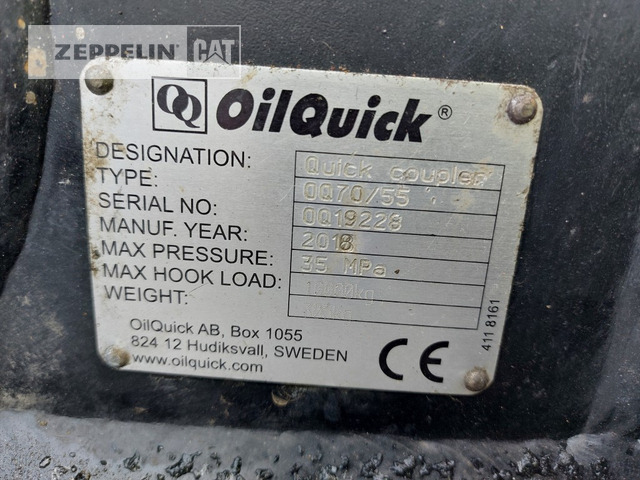 ZEPPELIN CAT
OQ OilQuick®
DESIGNATION: Quick coupler
TYPE: OQ70/55
SERIAL NO: OQ19228
MANUF. YEAR: 2018
MAX PRESSURE: 35 MPa
MAX HOOK LOAD:
WEIGHT:
OilQuick AB, Box 1055
824 12 Hudiksvall, SWEDEN
www.oilquick.com
CE
411 8161